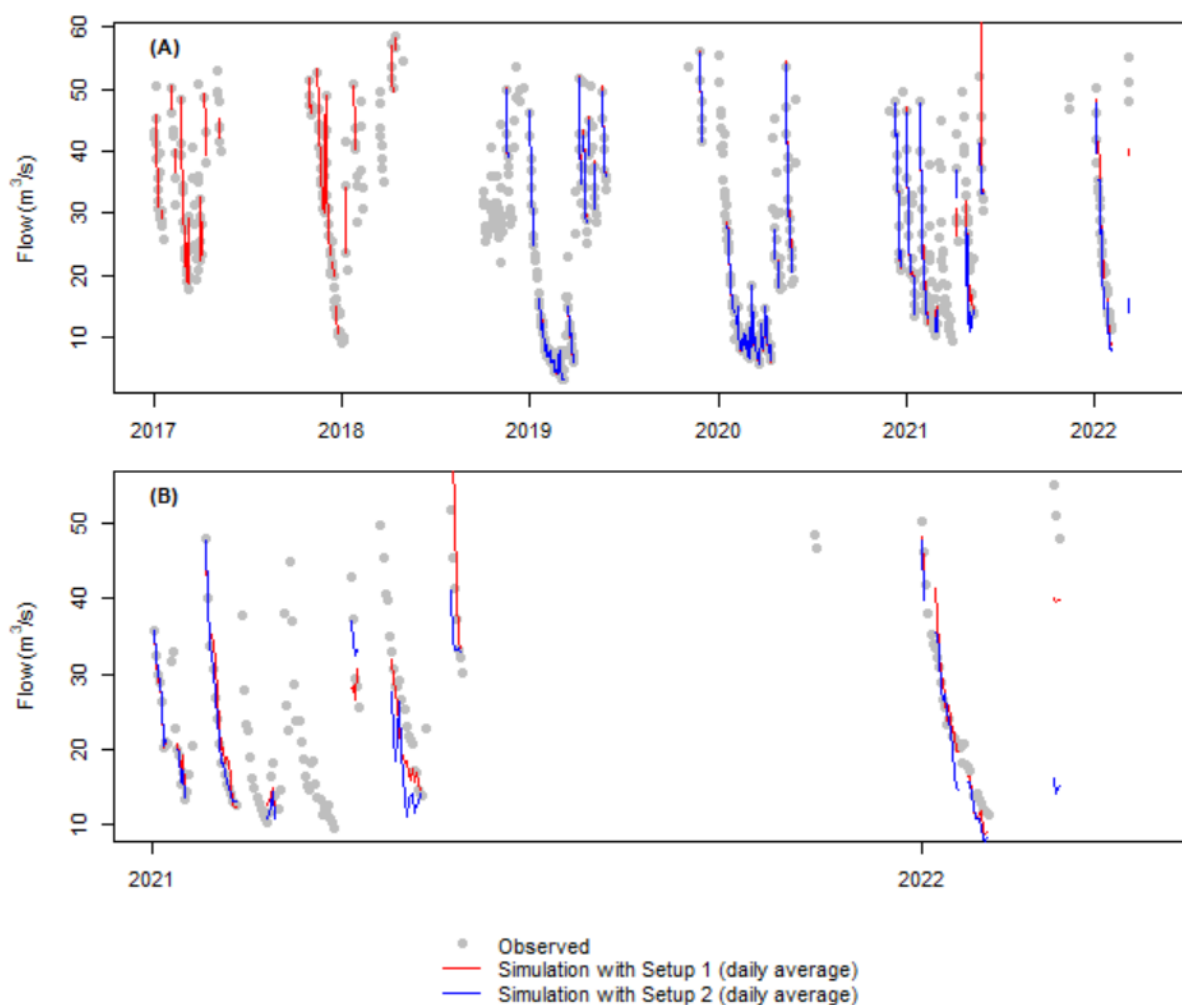 (A)
60
50
40
30
20
10
Flow (m³/s)
2017 2018 2019 2020 2021 2022
(B)
50
40
30
20
10
Flow (m³/s)
2021 2022
Observed
Simulation with Setup 1 (daily average)
Simulation with Setup 2 (daily average)